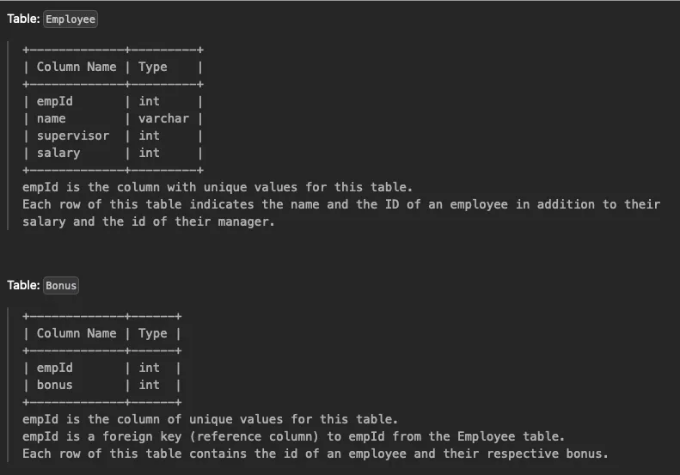 Table: Employee
+-------------+---------+
| Column Name | Type    |
+-------------+---------+
| empId       | int     |
| name        | varchar |
| supervisor  | int     |
| salary      | int     |
+-------------+---------+
empId is the column with unique values for this table.
Each row of this table indicates the name and the ID of an employee in addition to their
salary and the id of their manager.
Table: Bonus
+-------------+------+
| Column Name | Type |
+-------------+------+
| empId       | int  |
| bonus       | int  |
+-------------+------+
empId is the column of unique values for this table.
empId is a foreign key (reference column) to empId from the Employee table.
Each row of this table contains the id of an employee and their respective bonus.